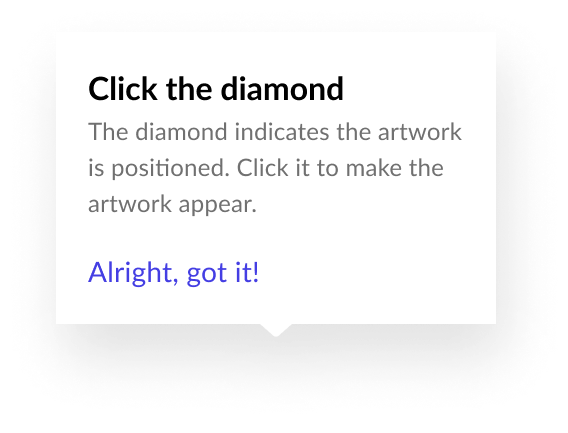 Click the diamond
The diamond indicates the artwork
is positioned. Click it to make the
artwork appear.
Alright, got it!